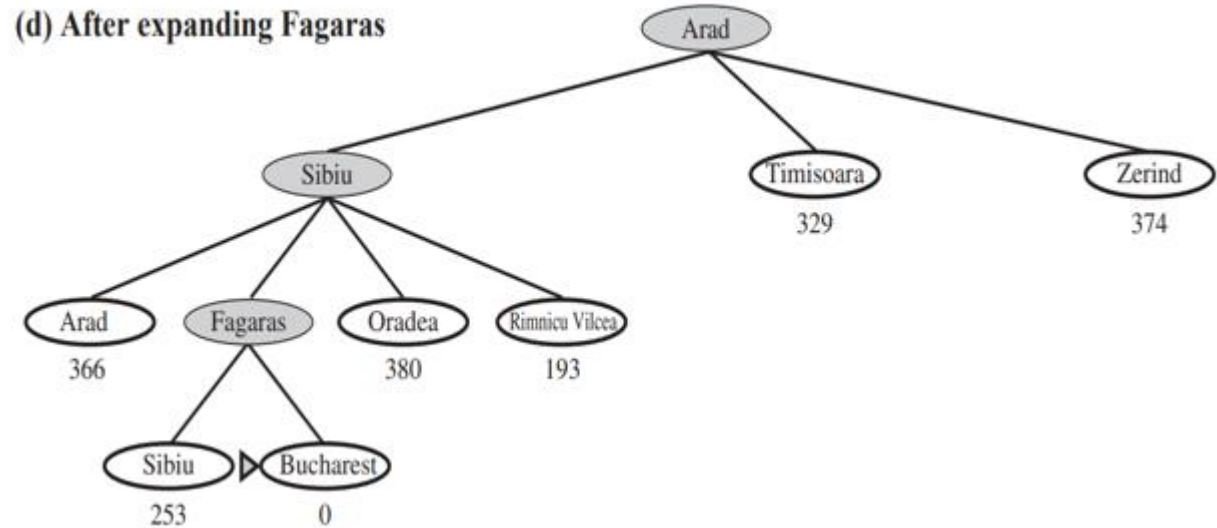 (d) After expanding Fagaras
Arad
Sibiu
Timisoara
Zerind
329
374
Arad
Fagaras
Oradea
Rimnicu Vilcea
366
380
193
Sibiu
Bucharest
253
0